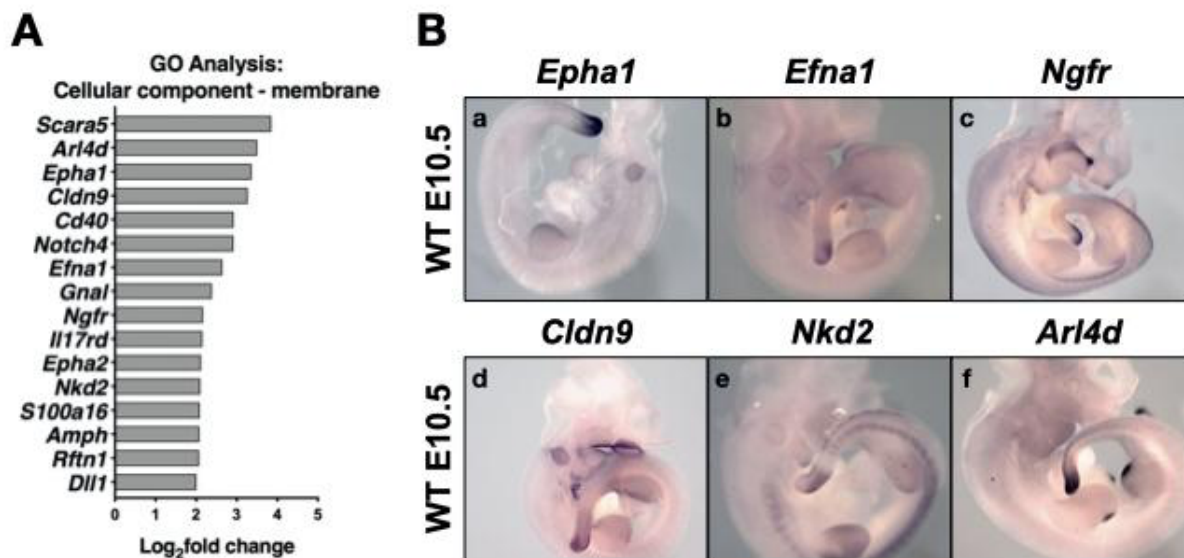 A
GO Analysis:
Cellular component - membrane
Scara5
Arl4d
Epha1
Cldn9
Cd40
Notch4
Efna1
Gnal
Ngfr
Il17rd
Epha2
Nkd2
S100a16
Amph
Rftn1
Dll1
0 1 2 3 4 5
Log2fold change
B
Epha1 Efna1 Ngfr
WT E10.5
a b c
Cldn9 Nkd2 Arl4d
WT E10.5
d e f